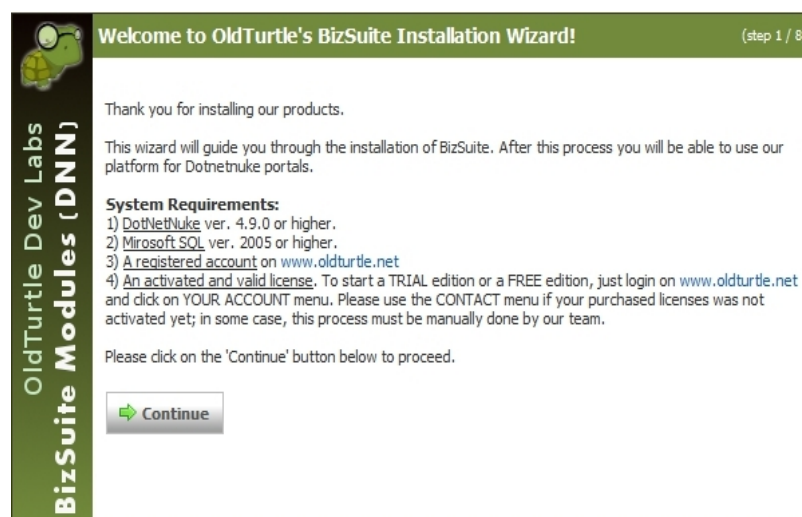 Welcome to OldTurtle's BizSuite Installation Wizard!
(step 1 / 8
OldTurtle Dev Labs
BizSuite Modules (DNN)
Thank you for installing our products.
This wizard will guide you through the installation of BizSuite. After this process you will be able to use our
platform for Dotnetnuke portals.
System Requirements:
1) DotNetNuke ver. 4.9.0 or higher.
2) Mirosoft SQL ver. 2005 or higher.
3) A registered account on www.oldturtle.net
4) An activated and valid license. To start a TRIAL edition or a FREE edition, just login on www.oldturtle.net
and click on YOUR ACCOUNT menu. Please use the CONTACT menu if your purchased licenses was not
activated yet; in some case, this process must be manually done by our team.
Please click on the 'Continue' button below to proceed.
Continue